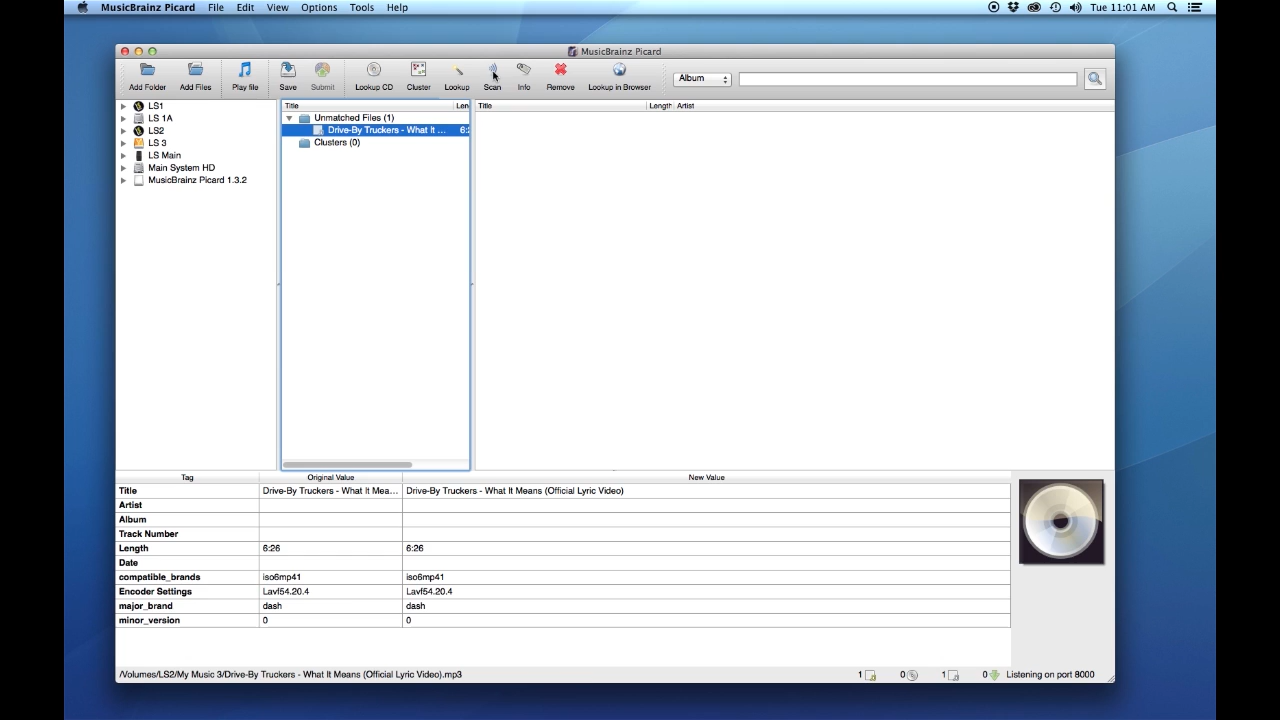 MusicBrainz Picard File Edit View Options Tools Help Tue 11:01 AM
MusicBrainz Picard
Add Folder Add Files Play file Save Submit Lookup CD Cluster Lookup Scan Info Remove Lookup in Browser Album
Title Len Title Length Artist
LS1
LS 1A
LS2
LS 3
LS Main
Main System HD
MusicBrainz Picard 1.3.2
Unmatched Files (1)
Drive-By Truckers - What It ... 6:2
Clusters (0)
Tag Original Value New Value
Title Drive-By Truckers - What It Mea... Drive-By Truckers - What It Means (Official Lyric Video)
Artist
Album
Track Number
Length 6:26 6:26
Date
compatible_brands iso6mp41 iso6mp41
Encoder Settings Lavf54.20.4 Lavf54.20.4
major_brand dash dash
minor_version 0 0
/Volumes/LS2/My Music 3/Drive-By Truckers - What It Means (Official Lyric Video).mp3 1 0 1 0 Listening on port 8000